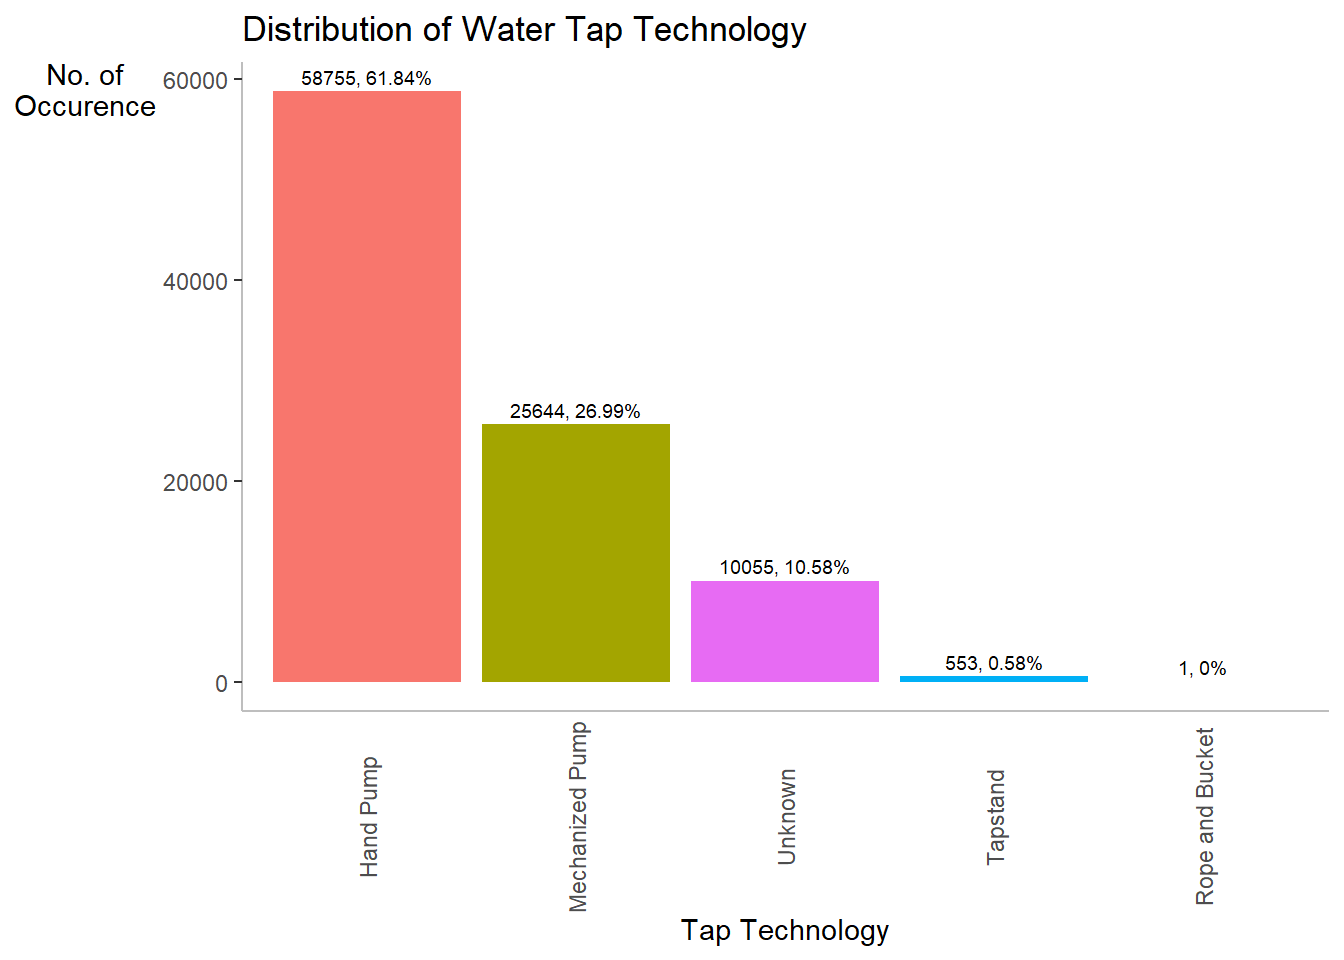 Distribution of Water Tap Technology
No. of
Occurence
60000
40000
20000
0
58755, 61.84%
25644, 26.99%
10055, 10.58%
553, 0.58%
1, 0%
Hand Pump
Mechanized Pump
Unknown
Tapstand
Rope and Bucket
Tap Technology